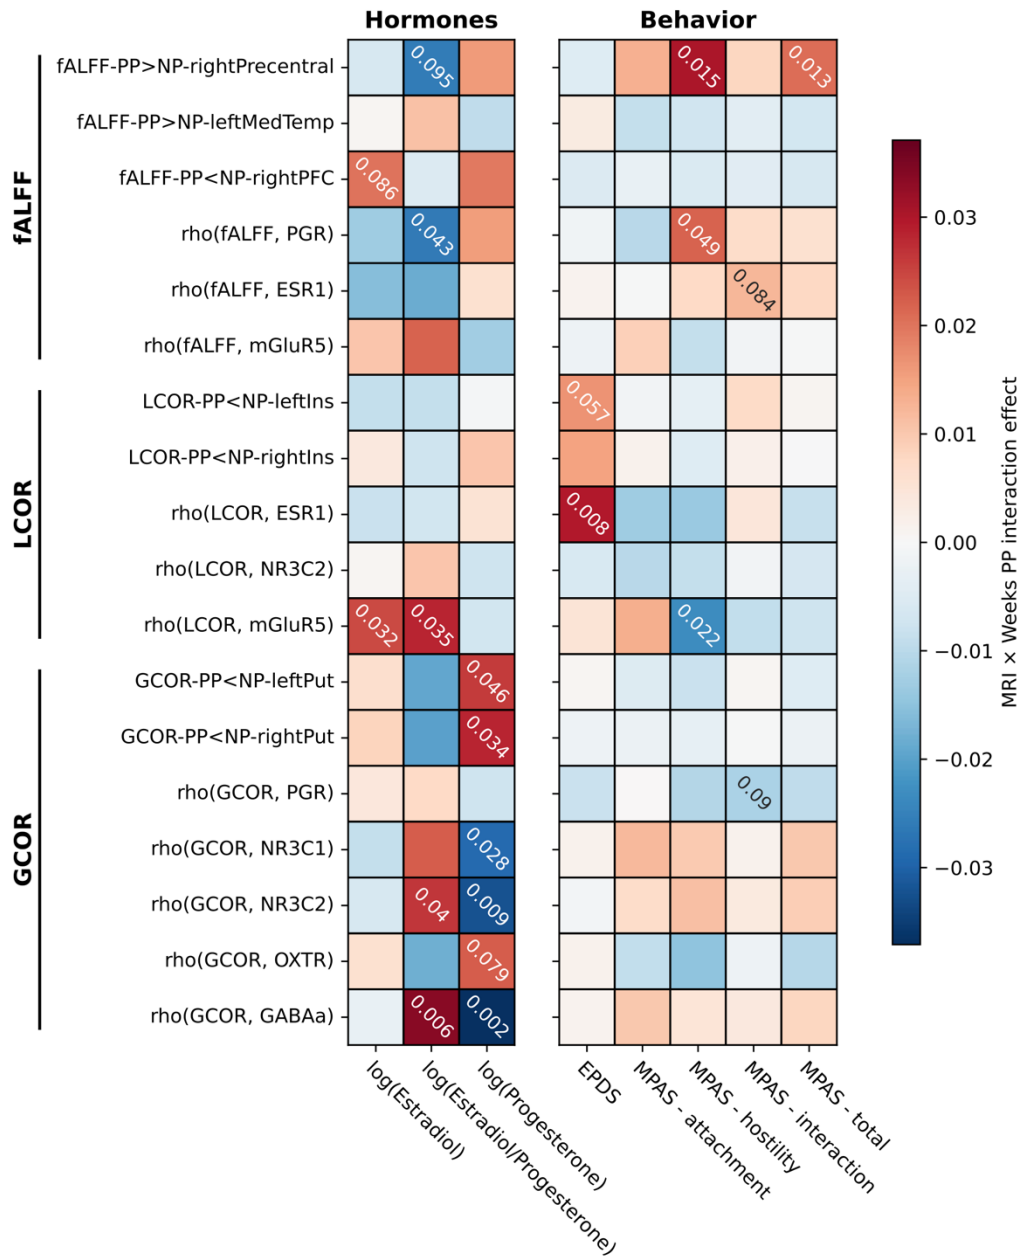 Hormones Behavior
fALFF
fALFF-PP>NP-rightPrecentral 0.095 0.015 0.013
fALFF-PP>NP-leftMedTemp
fALFF-PP<NP-rightPFC 0.086
rho(fALFF, PGR) 0.043 0.049
rho(fALFF, ESR1) 0.084
rho(fALFF, mGluR5)
LCOR
LCOR-PP<NP-leftIns 0.057
LCOR-PP<NP-rightIns
rho(LCOR, ESR1) 0.008
rho(LCOR, NR3C2)
rho(LCOR, mGluR5) 0.032 0.035 0.022
GCOR
GCOR-PP<NP-leftPut 0.046
GCOR-PP<NP-rightPut 0.034
rho(GCOR, PGR) 0.09
rho(GCOR, NR3C1) 0.028
rho(GCOR, NR3C2) 0.04 0.009
rho(GCOR, OXTR) 0.079
rho(GCOR, GABAa) 0.006 0.002
log(Estradiol)
log(Estradiol/Progesterone)
log(Progesterone)
EPDS
MPAS - attachment
MPAS - hostility
MPAS - interaction
MPAS - total
0.03
0.02
0.01
0.00
−0.01
−0.02
−0.03
MRI × Weeks PP interaction effect